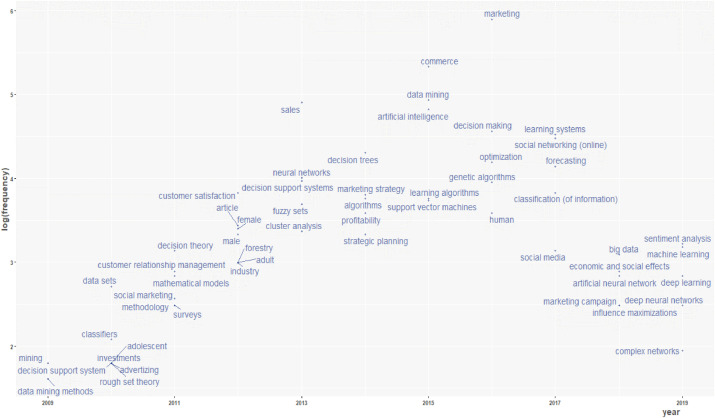 6
marketing
commerce
5
data mining
sales
artificial intelligence
decision making
learning systems
social networking (online)
optimization
decision trees
forecasting
log(frequency)
4
neural networks
genetic algorithms
decision support systems
marketing strategy
customer satisfaction
learning algorithms
classification (of information)
article
fuzzy sets
algorithms
support vector machines
female
cluster analysis
profitability
human
male
strategic planning
sentiment analysis
decision theory
forestry
big data
machine learning
adult
social media
3
customer relationship management
industry
economic and social effects
data sets
mathematical models
artificial neural network
deep learning
social marketing
methodology
marketing campaign
deep neural networks
surveys
influence maximizations
classifiers
2
adolescent
complex networks
mining
investments
decision support system
advertizing
rough set theory
data mining methods
2009
2011
2013
2015
2017
2019
year